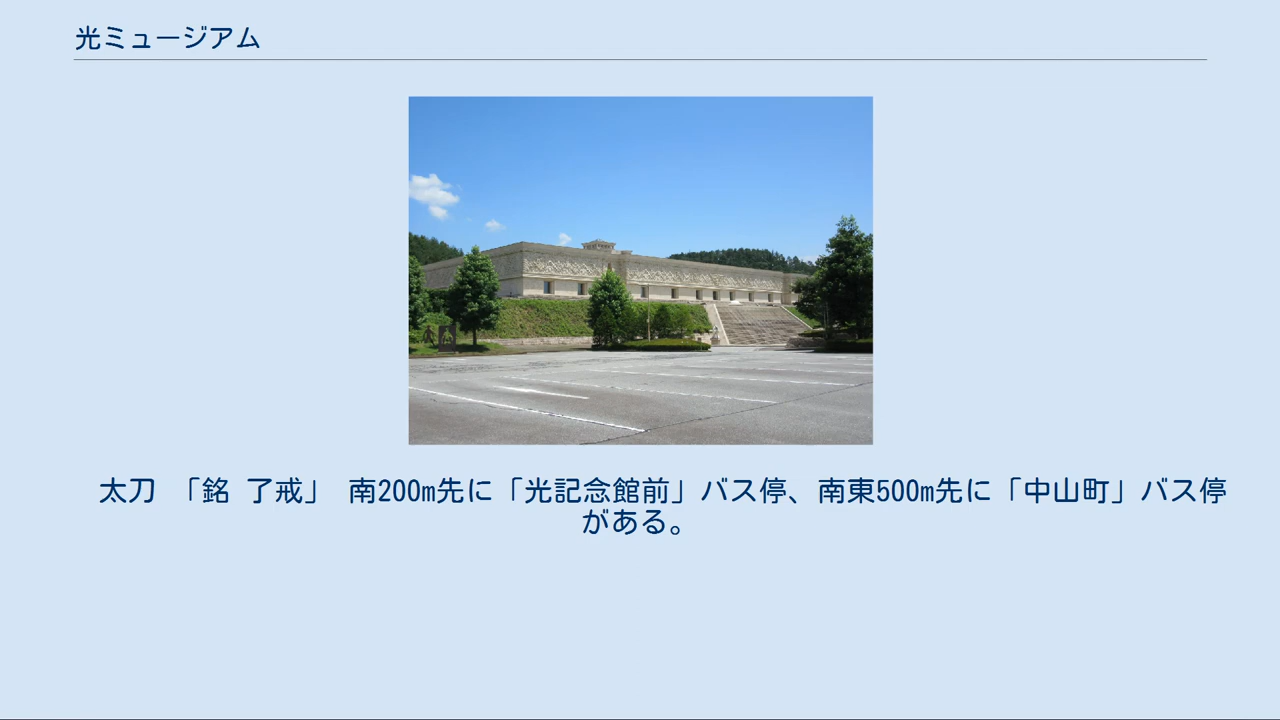 光ミュージアム
太刀 「銘 了戒」 南200m先に「光記念館前」バス停、南東500m先に「中山町」バス停
がある。